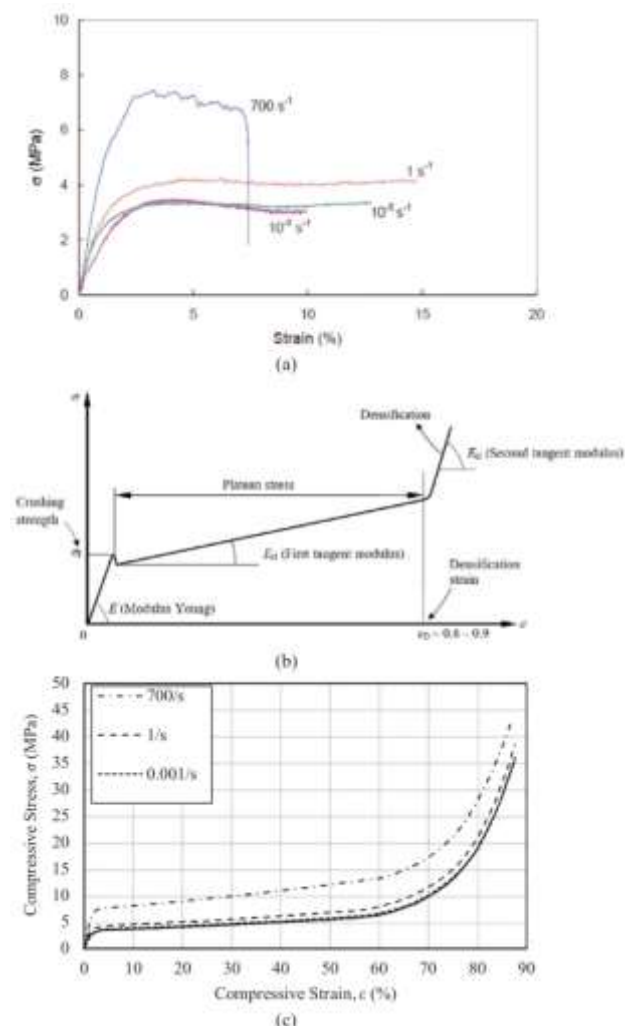 10
8
6
4
2
0
σ (MPa)
700 s⁻¹
1 s⁻¹
0
5
10
15
20
Strain (%)
(a)
Densification
(Second tangent modulus)
Plateau stress
Crushing
strength
(First tangent modulus)
Densification
strain
E (Modulus Young)
0
(b)
50
45
40
35
30
25
20
15
10
5
0
Compressive Stress, σ (MPa)
700/s
1/s
0.001/s
0
10
20
30
40
50
60
70
80
90
Compressive Strain, ε (%)
(c)